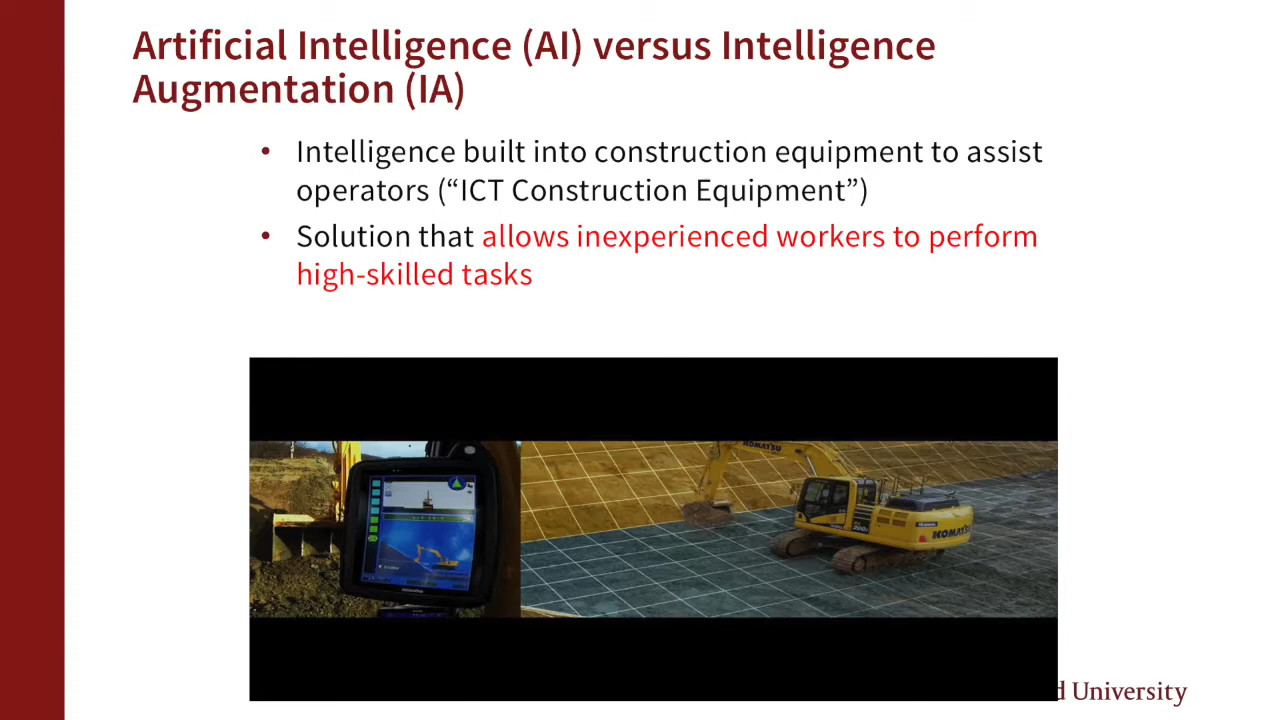 Artificial Intelligence (AI) versus Intelligence
Augmentation (IA)
• Intelligence built into construction equipment to assist
operators (“ICT Construction Equipment”)
• Solution that allows inexperienced workers to perform
high-skilled tasks
KOMATSU
KOMATSU
d University